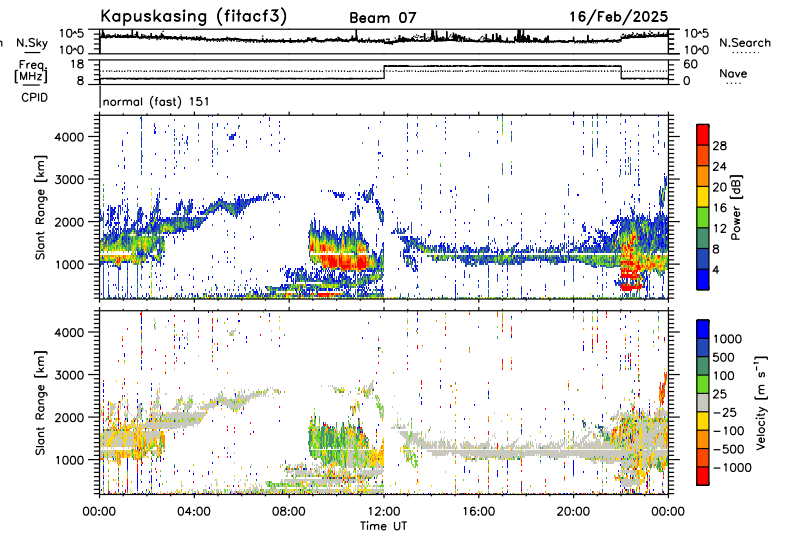 Kapuskasing (fitacf3) Beam 07 16/Feb/2025
N.Sky 10^5 10^5 N.Search
10^0 10^0
Freq. 18 60
[MHz] 8 0 Nave
CPID normal (fast) 151
Slant Range [km]
4000
3000
2000
1000
Power [dB]
28
24
20
16
12
8
4
Slant Range [km]
4000
3000
2000
1000
Velocity [m s⁻¹]
1000
500
100
25
−25
−100
−500
−1000
00:00 04:00 08:00 12:00 16:00 20:00 00:00
Time UT